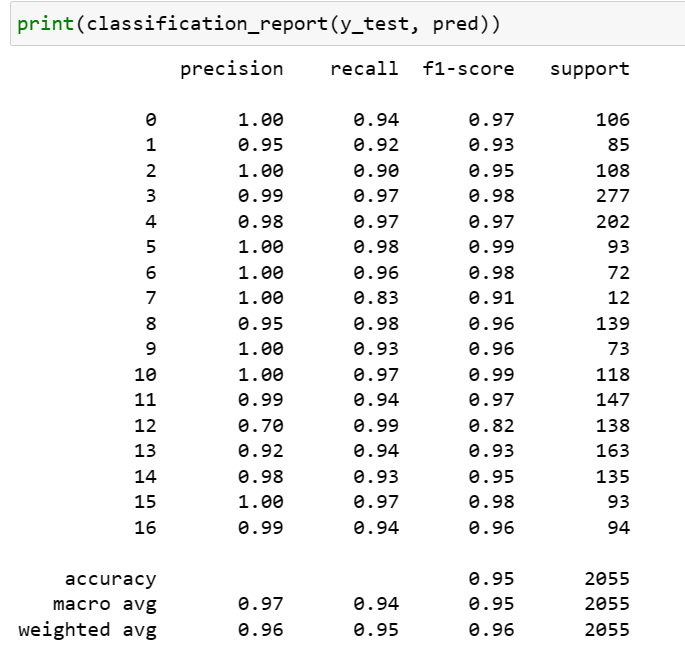 print(classification_report(y_test, pred))
precision recall f1-score support
0 1.00 0.94 0.97 106
1 0.95 0.92 0.93 85
2 1.00 0.90 0.95 108
3 0.99 0.97 0.98 277
4 0.98 0.97 0.97 202
5 1.00 0.98 0.99 93
6 1.00 0.96 0.98 72
7 1.00 0.83 0.91 12
8 0.95 0.98 0.96 139
9 1.00 0.93 0.96 73
10 1.00 0.97 0.99 118
11 0.99 0.94 0.97 147
12 0.70 0.99 0.82 138
13 0.92 0.94 0.93 163
14 0.98 0.93 0.95 135
15 1.00 0.97 0.98 93
16 0.99 0.94 0.96 94
accuracy 0.95 2055
macro avg 0.97 0.94 0.95 2055
weighted avg 0.96 0.95 0.96 2055